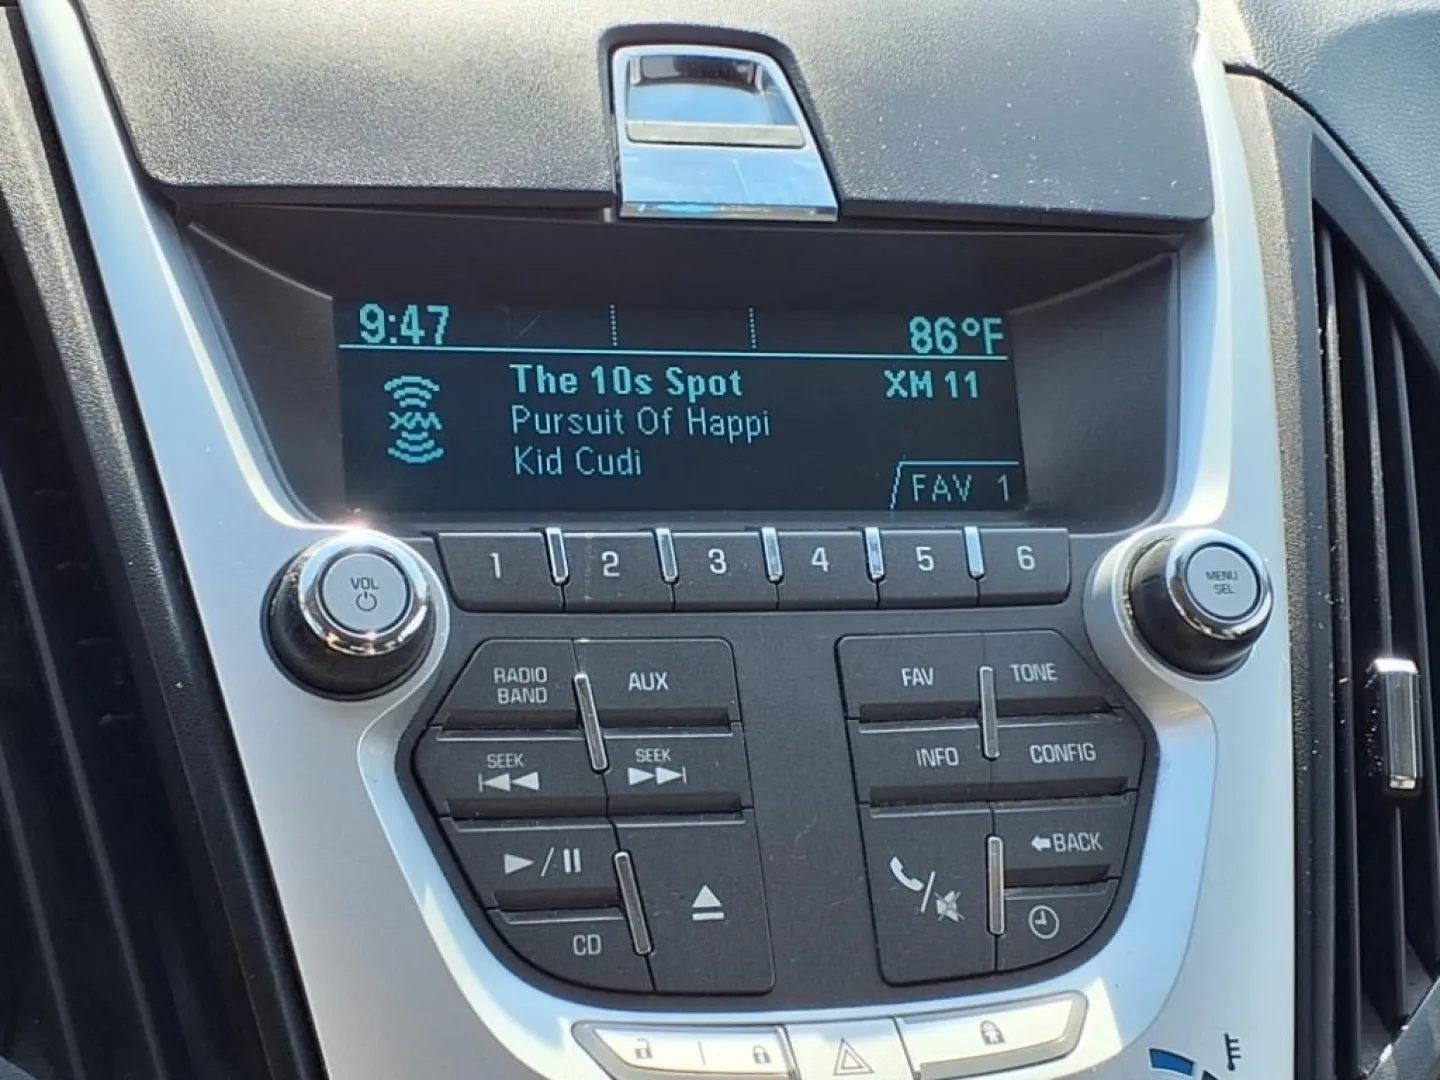 9:47 86°F
The 10s Spot XM 11
XM Pursuit Of Happi
Kid Cudi
FAV 1
VOL
1 2 3 4 5 6
MENU
SEL
RADIO
BAND
AUX
FAV
TONE
SEEK
SEEK
INFO
CONFIG
BACK
CD